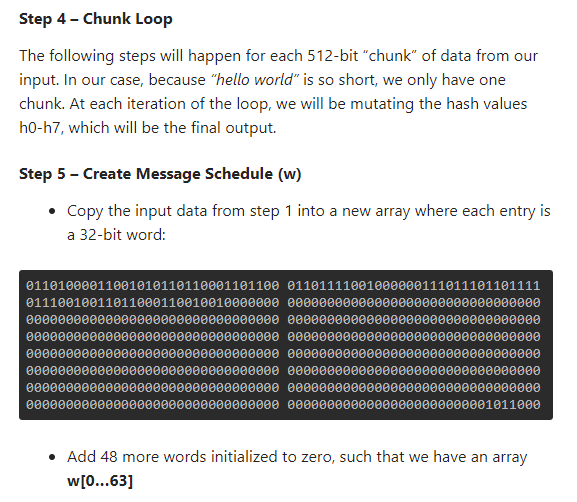 Step 4 – Chunk Loop
The following steps will happen for each 512-bit “chunk” of data from our
input. In our case, because “hello world” is so short, we only have one
chunk. At each iteration of the loop, we will be mutating the hash values
h0-h7, which will be the final output.
Step 5 – Create Message Schedule (w)
• Copy the input data from step 1 into a new array where each entry is
a 32-bit word:
01101000011001010110110001101100 01101111001000000111011101101111
01110010011011000110010010000000 00000000000000000000000000000000
00000000000000000000000000000000 00000000000000000000000000000000
00000000000000000000000000000000 00000000000000000000000000000000
00000000000000000000000000000000 00000000000000000000000000000000
00000000000000000000000000000000 00000000000000000000000000000000
00000000000000000000000000000000 00000000000000000000000000000000
00000000000000000000000000000000 00000000000000000000000001011000
• Add 48 more words initialized to zero, such that we have an array
w[0…63]